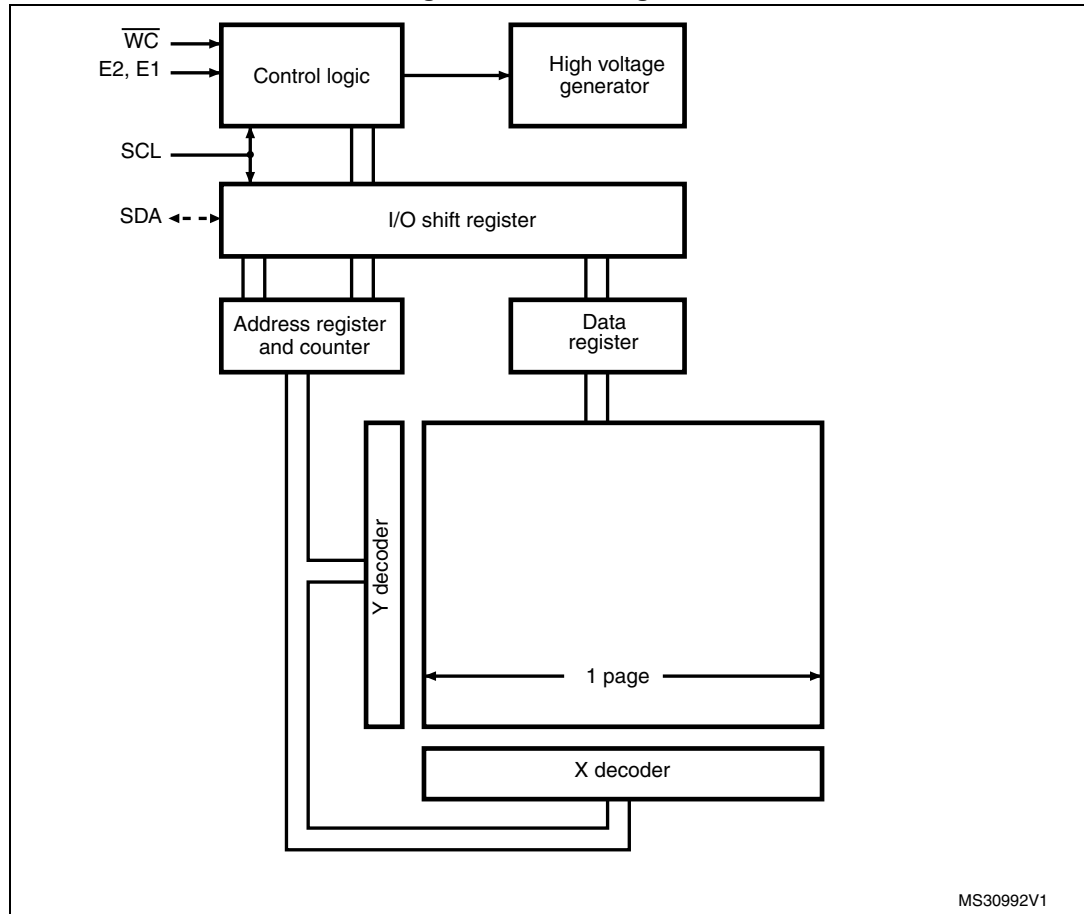 W̅C̅
E2, E1
Control logic
High voltage
generator
SCL
SDA
I/O shift register
Address register
and counter
Data
register
Y decoder
1 page
X decoder
MS30992V1